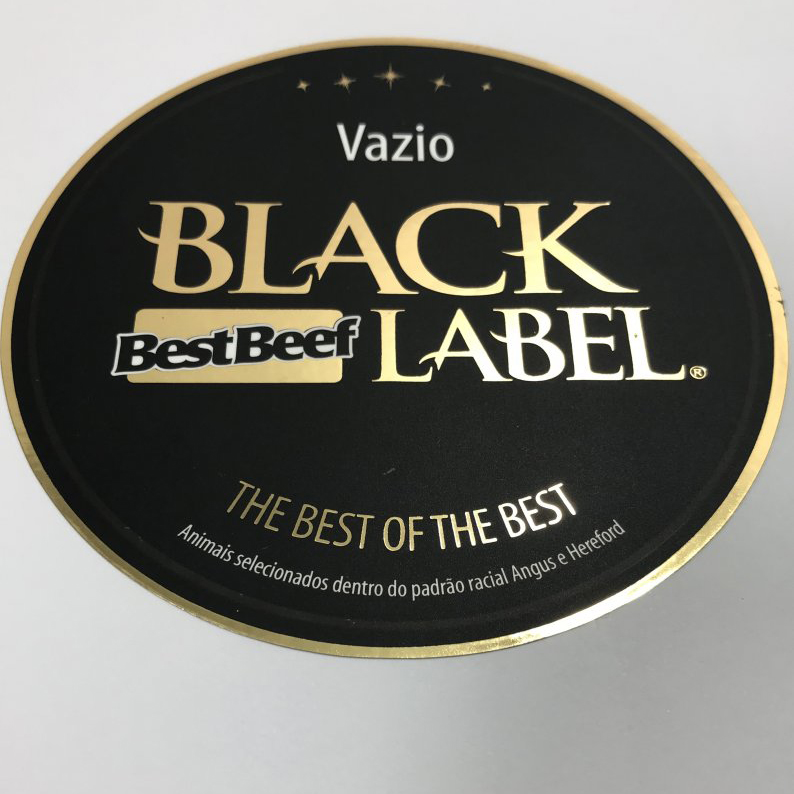 Vazio
BLACK
BestBeef LABEL®
THE BEST OF THE BEST
Animais selecionados dentro do padrão racial Angus e Hereford